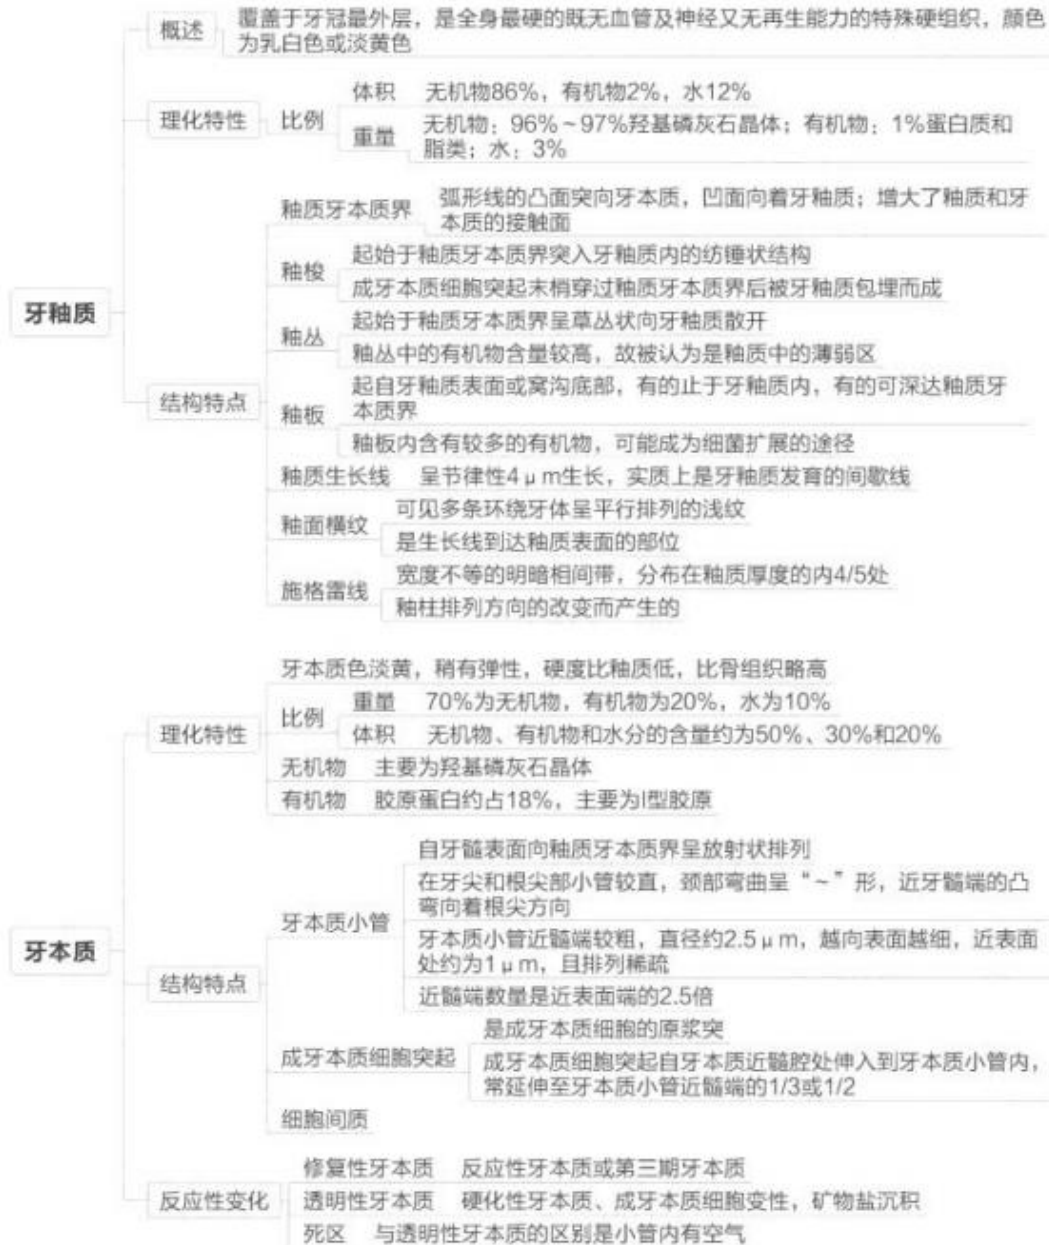 牙釉质
概述
覆盖于牙冠最外层，是全身最硬的既无血管及神经又无再生能力的特殊硬组织，颜色
为乳白色或淡黄色
理化特性
比例
体积
无机物86%，有机物2%，水12%
重量
无机物：96%～97%羟基磷灰石晶体；有机物：1%蛋白质和
脂类；水：3%
结构特点
釉质牙本质界
弧形线的凸面突向牙本质，凹面向着牙釉质；增大了釉质和牙
本质的接触面
釉梭
起始于釉质牙本质界突入牙釉质内的纺锤状结构
成牙本质细胞突起末梢穿过釉质牙本质界后被牙釉质包埋而成
釉丛
起始于釉质牙本质界呈草丛状向牙釉质散开
釉丛中的有机物含量较高，故被认为是釉质中的薄弱区
釉板
起自牙釉质表面或窝沟底部，有的止于牙釉质内，有的可深达釉质牙
本质界
釉板内含有较多的有机物，可能成为细菌扩展的途径
釉质生长线
呈节律性4μm生长，实质上是牙釉质发育的间歇线
釉面横纹
可见多条环绕牙体呈平行排列的浅纹
是生长线到达釉质表面的部位
施格雷线
宽度不等的明暗相间带，分布在釉质厚度的内4/5处
釉柱排列方向的改变而产生的
牙本质
理化特性
牙本质色淡黄，稍有弹性，硬度比釉质低，比骨组织略高
比例
重量
70%为无机物，有机物为20%，水为10%
体积
无机物、有机物和水分的含量约为50%、30%和20%
无机物
主要为羟基磷灰石晶体
有机物
胶原蛋白约占18%，主要为I型胶原
结构特点
牙本质小管
自牙髓表面向釉质牙本质界呈放射状排列
在牙尖和根尖部小管较直，颈部弯曲呈“～”形，近牙髓端的凸
弯向着根尖方向
牙本质小管近髓端较粗，直径约2.5μm，越向表面越细，近表面
处约为1μm，且排列稀疏
近髓端数量是近表面端的2.5倍
成牙本质细胞突起
是成牙本质细胞的原浆突
成牙本质细胞突起自牙本质近髓腔处伸入到牙本质小管内，
常延伸至牙本质小管近髓端的1/3或1/2
细胞间质
反应性变化
修复性牙本质
反应性牙本质或第三期牙本质
透明性牙本质
硬化性牙本质、成牙本质细胞变性，矿物盐沉积
死区
与透明性牙本质的区别是小管内有空气